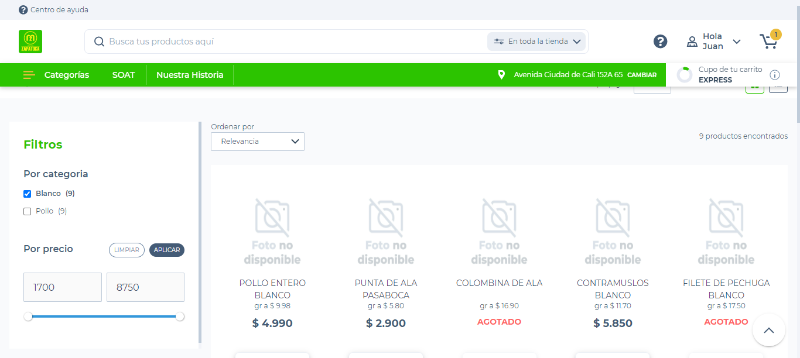 Centro de ayuda
Busca tus productos aquí
En toda la tienda
Hola
Juan
1
Categorías
SOAT
Nuestra Historia
Avenida Ciudad de Cali 152A 65 CAMBIAR
Cupo de tu carrito
EXPRESS
Filtros
Por categoria
Blanco (9)
Pollo (9)
Por precio
LIMPIAR
APLICAR
1700
8750
Ordenar por
Relevancia
9 productos encontrados
Foto no
disponible
POLLO ENTERO
BLANCO
gr a $ 9.98
$ 4.990
Foto no
disponible
PUNTA DE ALA
PASABOCA
gr a $ 5.80
$ 2.900
Foto no
disponible
COLOMBINA DE ALA
gr a $ 16.90
AGOTADO
Foto no
disponible
CONTRAMUSLOS
BLANCO
gr a $ 11.70
$ 5.850
Foto no
disponible
FILETE DE PECHUGA
BLANCO
gr a $ 17.50
AGOTADO